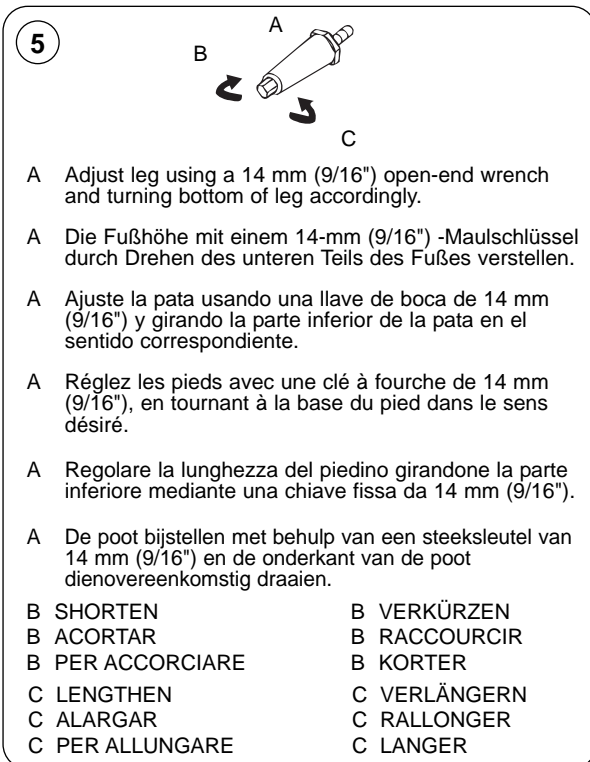 5
A
B
C
A Adjust leg using a 14 mm (9/16") open-end wrench
and turning bottom of leg accordingly.
A Die Fußhöhe mit einem 14-mm (9/16") -Maulschlüssel
durch Drehen des unteren Teils des Fußes verstellen.
A Ajuste la pata usando una llave de boca de 14 mm
(9/16") y girando la parte inferior de la pata en el
sentido correspondiente.
A Réglez les pieds avec une clé à fourche de 14 mm
(9/16"), en tournant à la base du pied dans le sens
désiré.
A Regolare la lunghezza del piedino girandone la parte
inferiore mediante una chiave fissa da 14 mm (9/16").
A De poot bijstellen met behulp van een steeksleutel van
14 mm (9/16") en de onderkant van de poot
dienovereenkomstig draaien.
B SHORTEN B VERKÜRZEN
B ACORTAR B RACCOURCIR
B PER ACCORCIARE B KORTER
C LENGTHEN C VERLÄNGERN
C ALARGAR C RALLONGER
C PER ALLUNGARE C LANGER